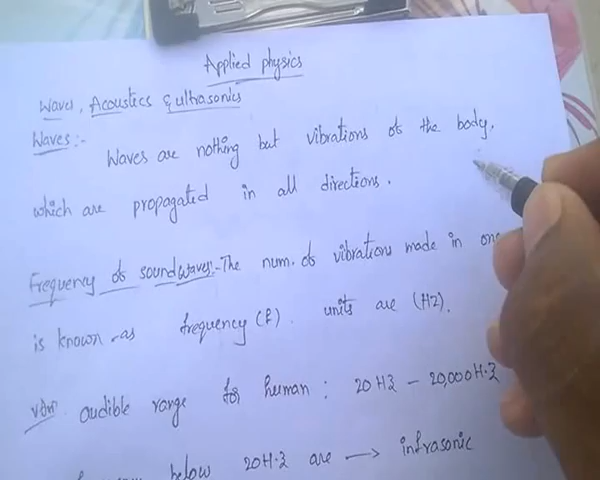 Applied physics
Waves, Acoustics & ultrasonics
Waves:-
Waves are nothing but vibrations of the body,
which are propagated in all directions.
Frequency of sound waves:- The num. of vibrations made in one
is known as frequency (f). units are (HZ).
audible range for human : 20 HZ - 20,000 H.Z
below 20 H.Z are → infrasonic